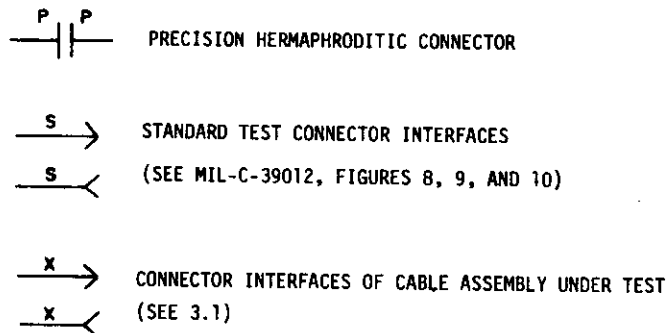 P P
PRECISION HERMAPHRODITIC CONNECTOR
S
STANDARD TEST CONNECTOR INTERFACES
S
(SEE MIL-C-39012, FIGURES 8, 9, AND 10)
X
CONNECTOR INTERFACES OF CABLE ASSEMBLY UNDER TEST
X
(SEE 3.1)